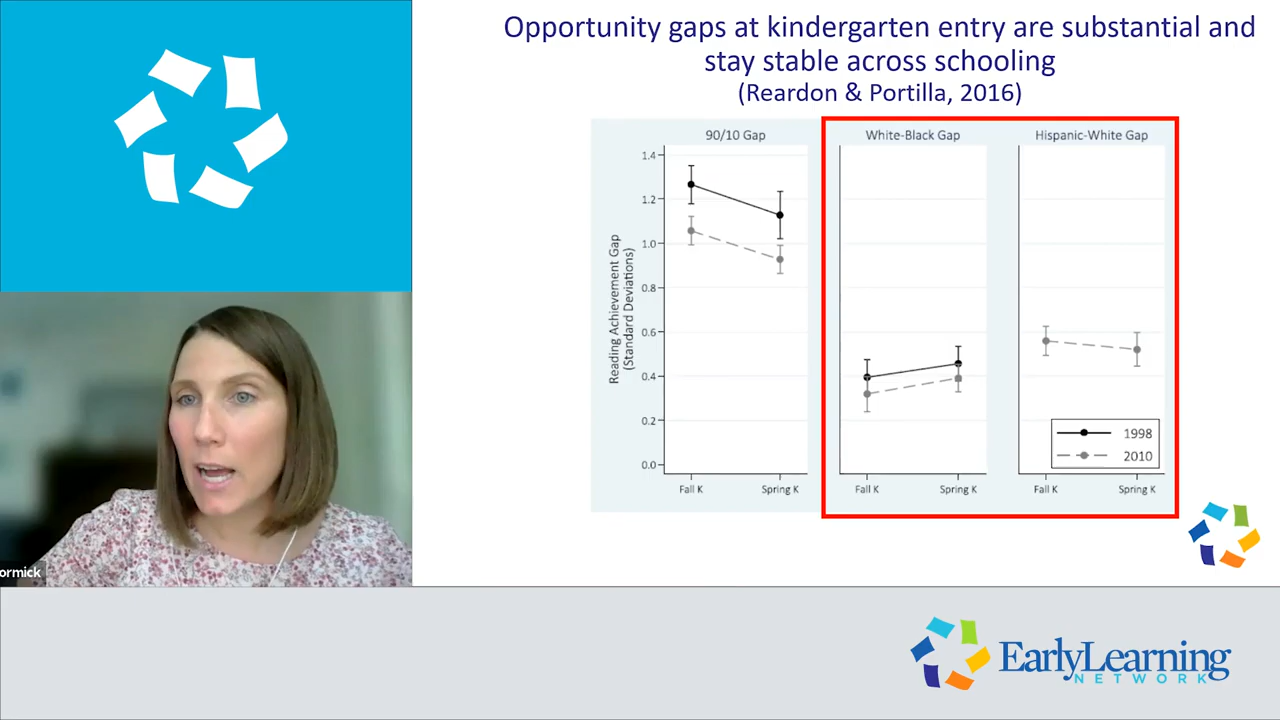 Opportunity gaps at kindergarten entry are substantial and
stay stable across schooling
(Reardon & Portilla, 2016)
90/10 Gap
White-Black Gap
Hispanic-White Gap
Reading Achievement Gap
(Standard Deviations)
1.4
1.2
1.0
0.8
0.6
0.4
0.2
0.0
1998
2010
Fall K
Spring K
Fall K
Spring K
Fall K
Spring K
ormick
EarlyLearning
NETWORK